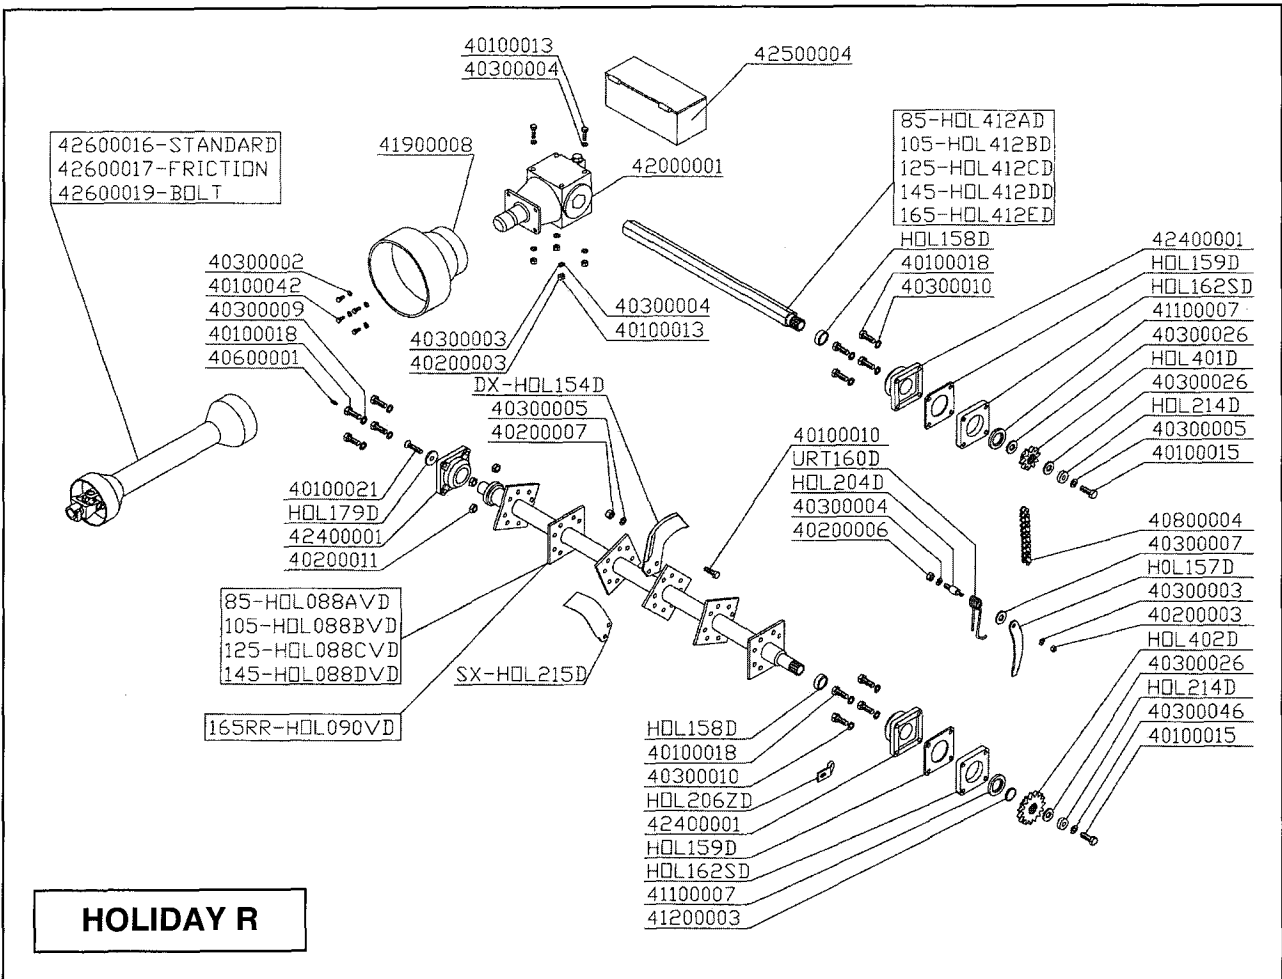 40100013
40300004
42500004
42600016-STANDARD
42600017-FRICTION
42600019-BOLT
41900008
42000001
85-HOL412AD
105-HOL412BD
125-HOL412CD
145-HOL412DD
165-HOL412ED
HOL158D
40100018
40300010
42400001
HOL159D
HOL162SD
41100007
40300026
HOL401D
40300026
HOL214D
40300005
40100015
40300002
40100042
40300009
40100018
40600001
40300004
40100013
40300003
40200003
DX-HOL154D
40300005
40200007
40100010
URT160D
HOL204D
40300004
40200006
40100021
HOL179D
42400001
40200011
40800004
40300007
HOL157D
40300003
40200003
HOL402D
40300026
HOL214D
40300046
40100015
85-HOL088AVD
105-HOL088BVD
125-HOL088CVD
145-HOL088DVD
SX-HOL215D
165RR-HOL090VD
HOL158D
40100018
40300010
HOL206ZD
42400001
HOL159D
HOL162SD
41100007
41200003
HOLIDAY R